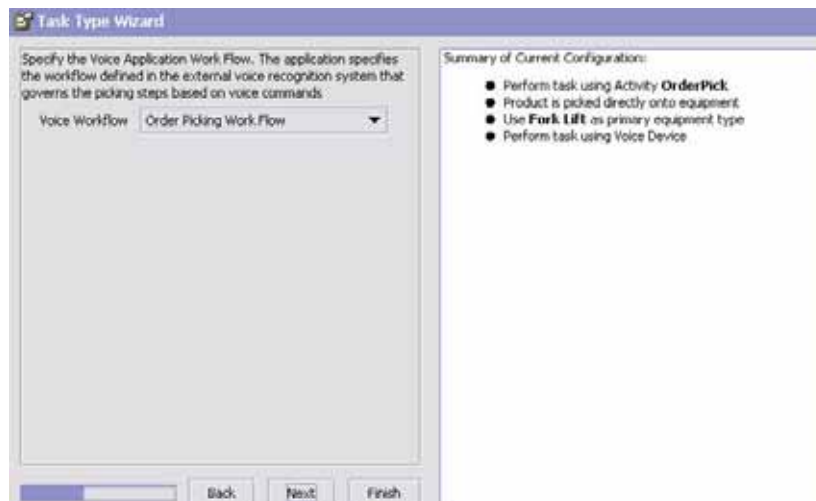 Task Type Wizard
Specify the Voice Application Work Flow. The application specifies
the workflow defined in the external voice recognition system that
governs the picking steps based on voice commands
Voice Workflow Order Picking Work Flow
Back Next Finish
Summary of Current Configuration:
● Perform task using Activity OrderPick
● Product is picked directly onto equipment
● Use Fork Lift as primary equipment type
● Perform task using Voice Device